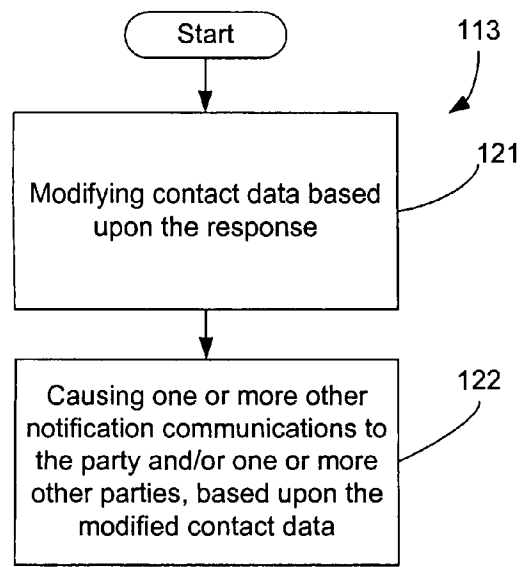 Start
113
121
Modifying contact data based
upon the response
122
Causing one or more other
notification communications to
the party and/or one or more
other parties, based upon the
modified contact data